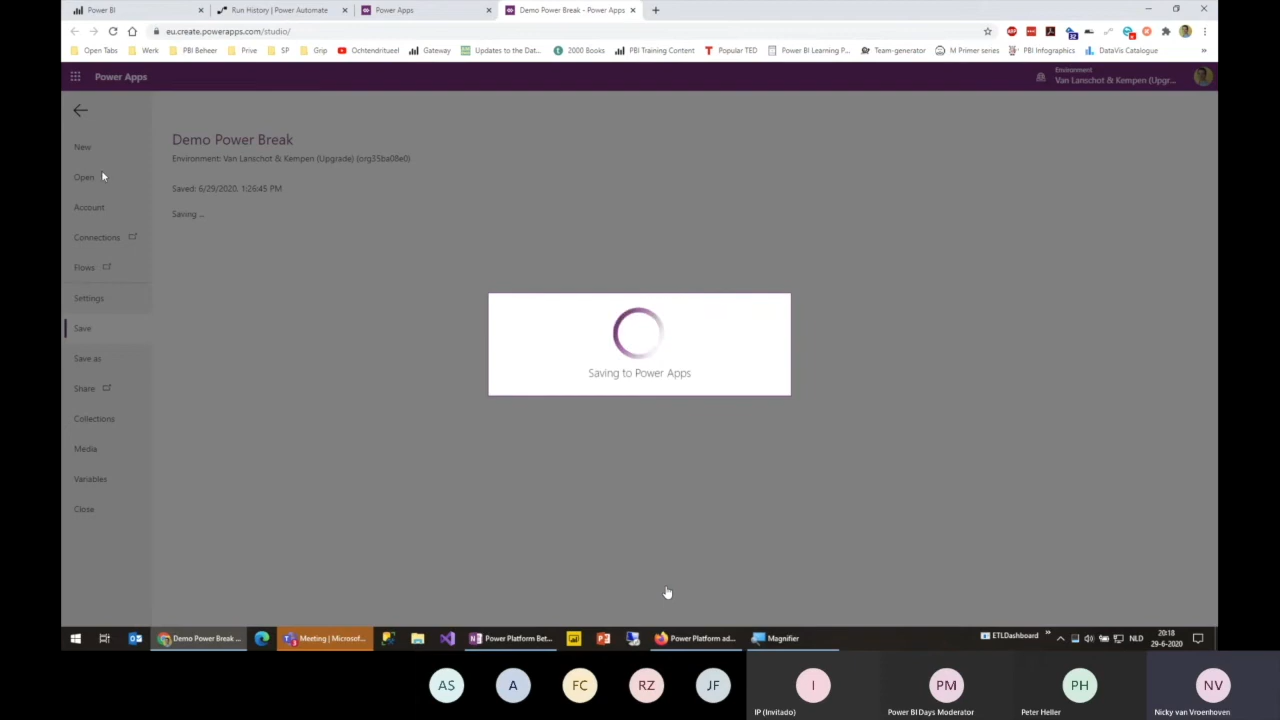 Power BI
Run History | Power Automate
Power Apps
Demo Power Break - Power Apps
eu.create.powerapps.com/studio/
Open Tabs
Werk
PBI Beheer
Prive
SP
Grip
Ochtendritueel
Gateway
Updates to the Dat...
2000 Books
PBI Training Content
Popular TED
Power BI Learning P...
Team-generator
M Primer series
PBI Infographics
DataVis Catalogue
Power Apps
Environment
Van Lanschot & Kempen (Upgr...
New
Open
Account
Connections
Flows
Settings
Save
Save as
Share
Collections
Media
Variables
Close
Demo Power Break
Environment: Van Lanschot & Kempen (Upgrade) (org35ba08e0)
Saved: 6/29/2020, 1:26:45 PM
Saving ...
Saving to Power Apps
Demo Power Break ...
Meeting | Microsof...
Power Platform Bet...
Power Platform ad...
Magnifier
ETLDashboard
NLD
20:18
29-6-2020
AS
A
FC
RZ
JF
I
IP (Invitado)
PM
Power BI Days Moderator
PH
Peter Heller
NV
Nicky van Vroenhoven